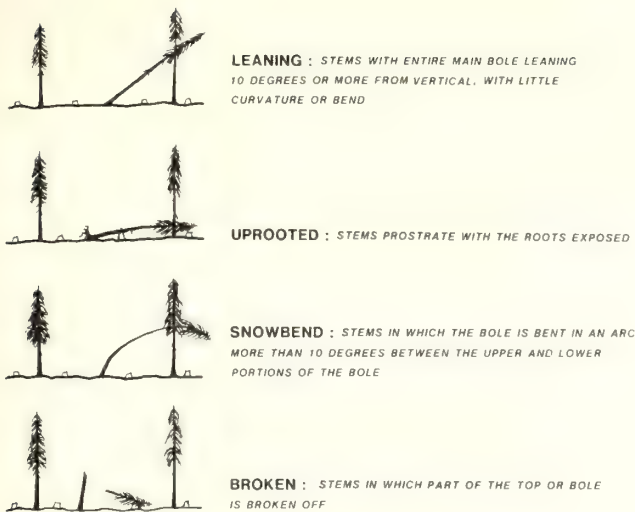 LEANING : STEMS WITH ENTIRE MAIN BOLE LEANING
10 DEGREES OR MORE FROM VERTICAL, WITH LITTLE
CURVATURE OR BEND
UPROOTED : STEMS PROSTRATE WITH THE ROOTS EXPOSED
SNOWBEND : STEMS IN WHICH THE BOLE IS BENT IN AN ARC
MORE THAN 10 DEGREES BETWEEN THE UPPER AND LOWER
PORTIONS OF THE BOLE
BROKEN : STEMS IN WHICH PART OF THE TOP OR BOLE
IS BROKEN OFF